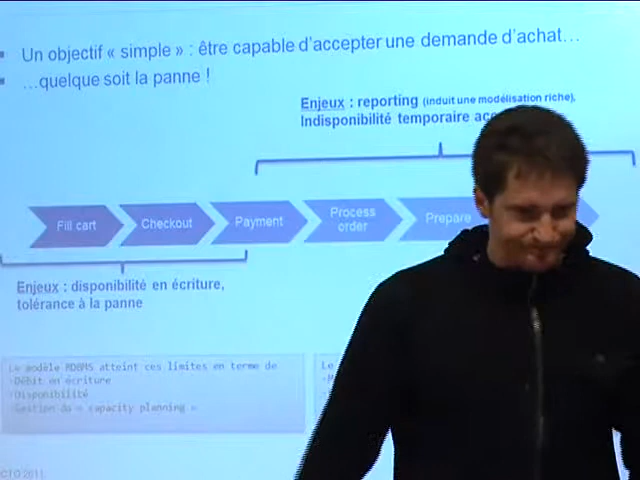 Un objectif « simple » : être capable d'accepter une demande d'achat…
…quelque soit la panne !
Enjeux : reporting (induit une modélisation riche),
Indisponibilité temporaire
Fill cart
Checkout
Payment
Process
order
Prepare
Enjeux : disponibilité en écriture,
tolérance à la panne
Le modèle RDBMS atteint ces limites en terme de
-Débit en écriture
-Disponibilité
-Gestion du « capacity planning »
Le
2011